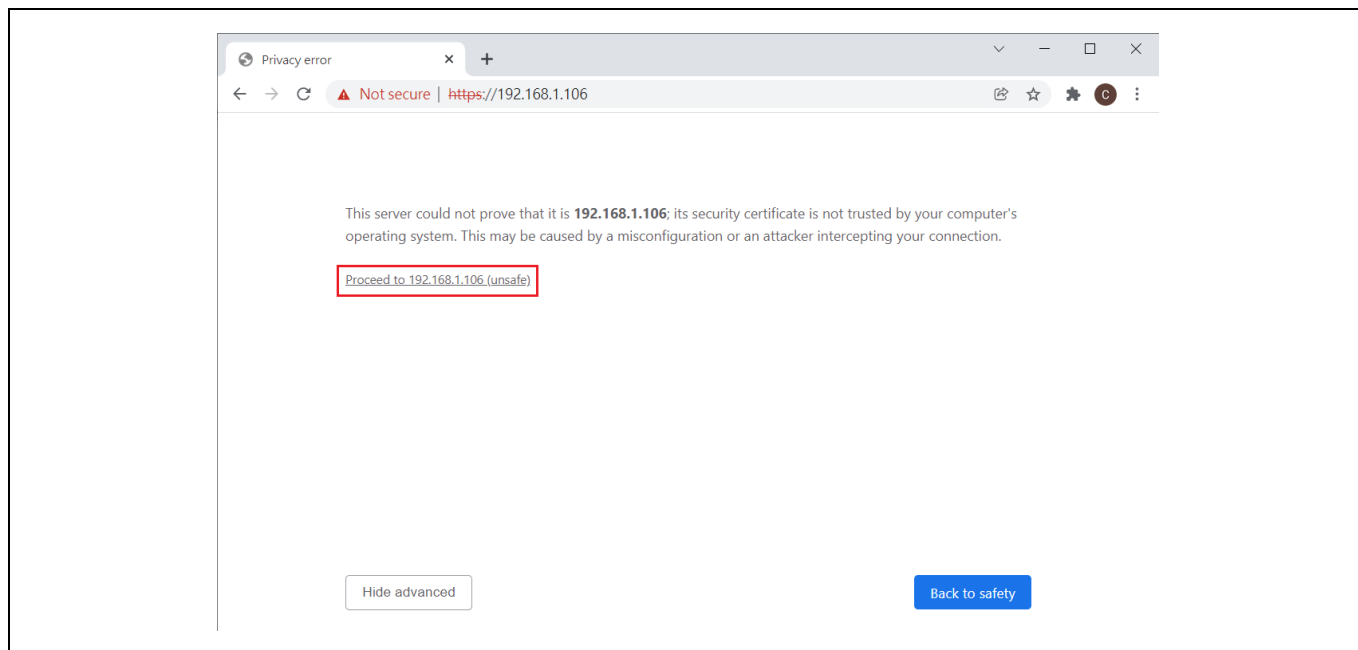 Privacy error
Not secure | https://192.168.1.106
C
This server could not prove that it is 192.168.1.106; its security certificate is not trusted by your computer's
operating system. This may be caused by a misconfiguration or an attacker intercepting your connection.
Proceed to 192.168.1.106 (unsafe)
Hide advanced
Back to safety